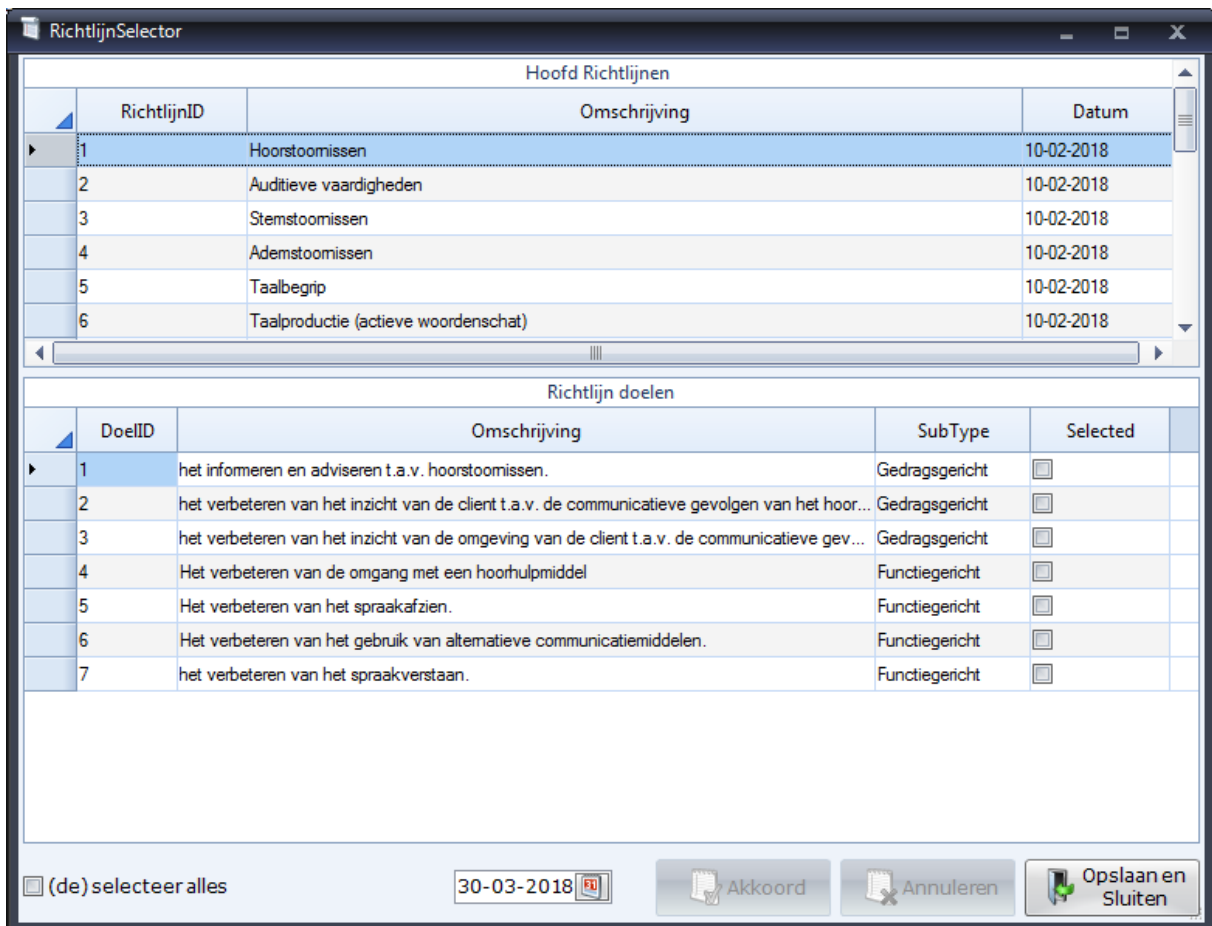 RichtlijnSelector
Hoofd Richtlijnen
RichtlijnID Omschrijving Datum
1 Hoorstoornissen 10-02-2018
2 Auditieve vaardigheden 10-02-2018
3 Stemstoornissen 10-02-2018
4 Ademstoornissen 10-02-2018
5 Taalbegrip 10-02-2018
6 Taalproductie (actieve woordenschat) 10-02-2018
Richtlijn doelen
DoelID Omschrijving SubType Selected
1 het informeren en adviseren t.a.v. hoorstoornissen. Gedragsgericht
2 het verbeteren van het inzicht van de client t.a.v. de communicatieve gevolgen van het hoor... Gedragsgericht
3 het verbeteren van het inzicht van de omgeving van de client t.a.v. de communicatieve gev... Gedragsgericht
4 Het verbeteren van de omgang met een hoorhulpmiddel Functiegericht
5 Het verbeteren van het spraakafzien. Functiegericht
6 Het verbeteren van het gebruik van alternatieve communicatiemiddelen. Functiegericht
7 het verbeteren van het spraakverstaan. Functiegericht
(de) selecteer alles 30-03-2018 Akkoord Annuleren Opslaan en
Sluiten